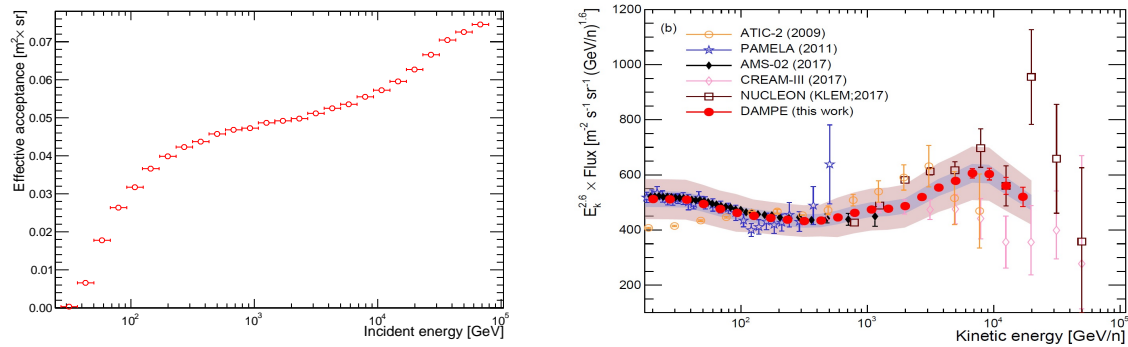 Effective acceptance [m²× sr]
0.07
0.06
0.05
0.04
0.03
0.02
0.01
0.00
10²
10³
10⁴
10⁵
Incident energy [GeV]
E_k^2.6 × Flux [m⁻² s⁻¹ sr⁻¹ (GeV/n)^1.6]
1200
1000
800
600
400
200
(b)
ATIC-2 (2009)
PAMELA (2011)
AMS-02 (2017)
CREAM-III (2017)
NUCLEON (KLEM;2017)
DAMPE (this work)
10²
10³
10⁴
10⁵
Kinetic energy [GeV/n]